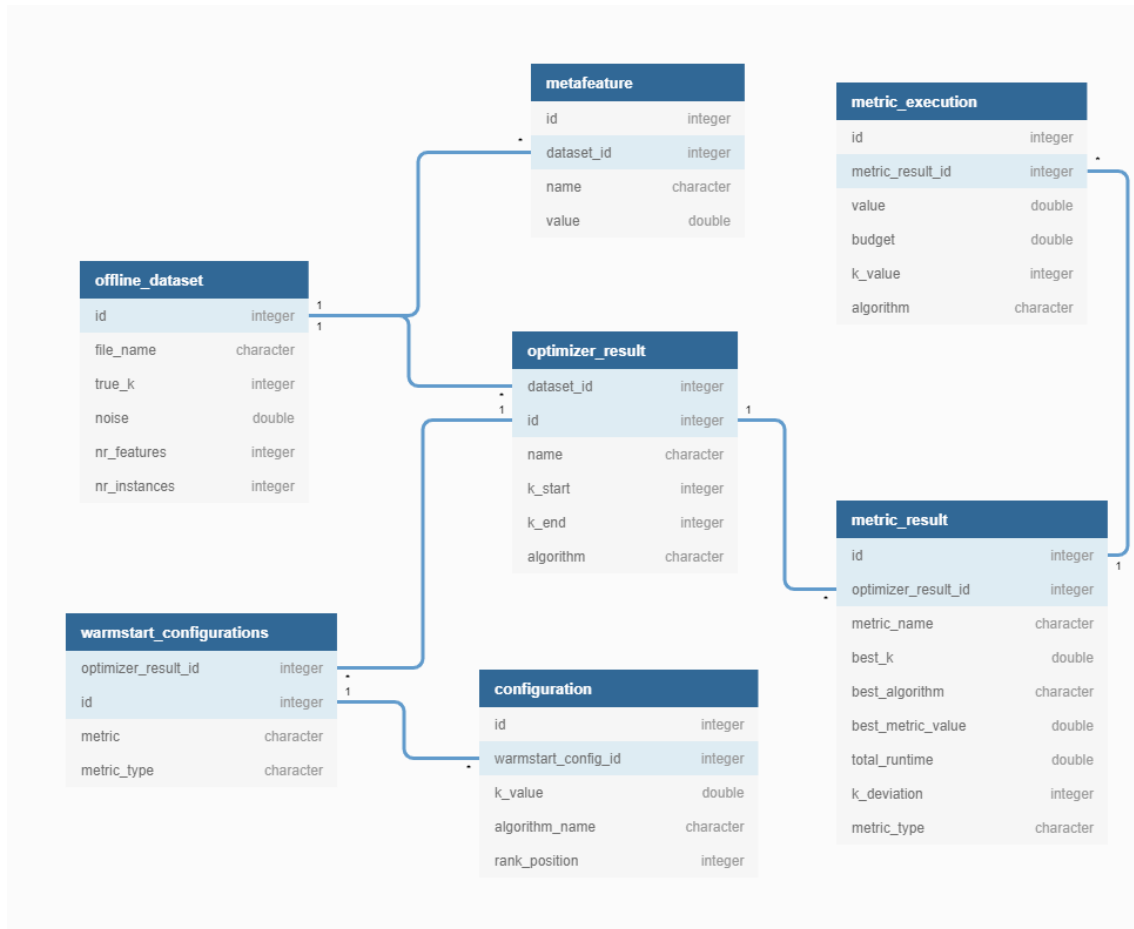 metafeature
id integer
dataset_id integer
name character
value double
metric_execution
id integer
metric_result_id integer
value double
budget double
k_value integer
algorithm character
offline_dataset
id integer
file_name character
true_k integer
noise double
nr_features integer
nr_instances integer
optimizer_result
dataset_id integer
id integer
name character
k_start integer
k_end integer
algorithm character
metric_result
id integer
optimizer_result_id integer
metric_name character
best_k double
best_algorithm character
best_metric_value double
total_runtime double
k_deviation integer
metric_type character
warmstart_configurations
optimizer_result_id integer
id integer
metric character
metric_type character
configuration
id integer
warmstart_config_id integer
k_value double
algorithm_name character
rank_position integer
*
1
1
*
1
*
1
*
1
*
*
1